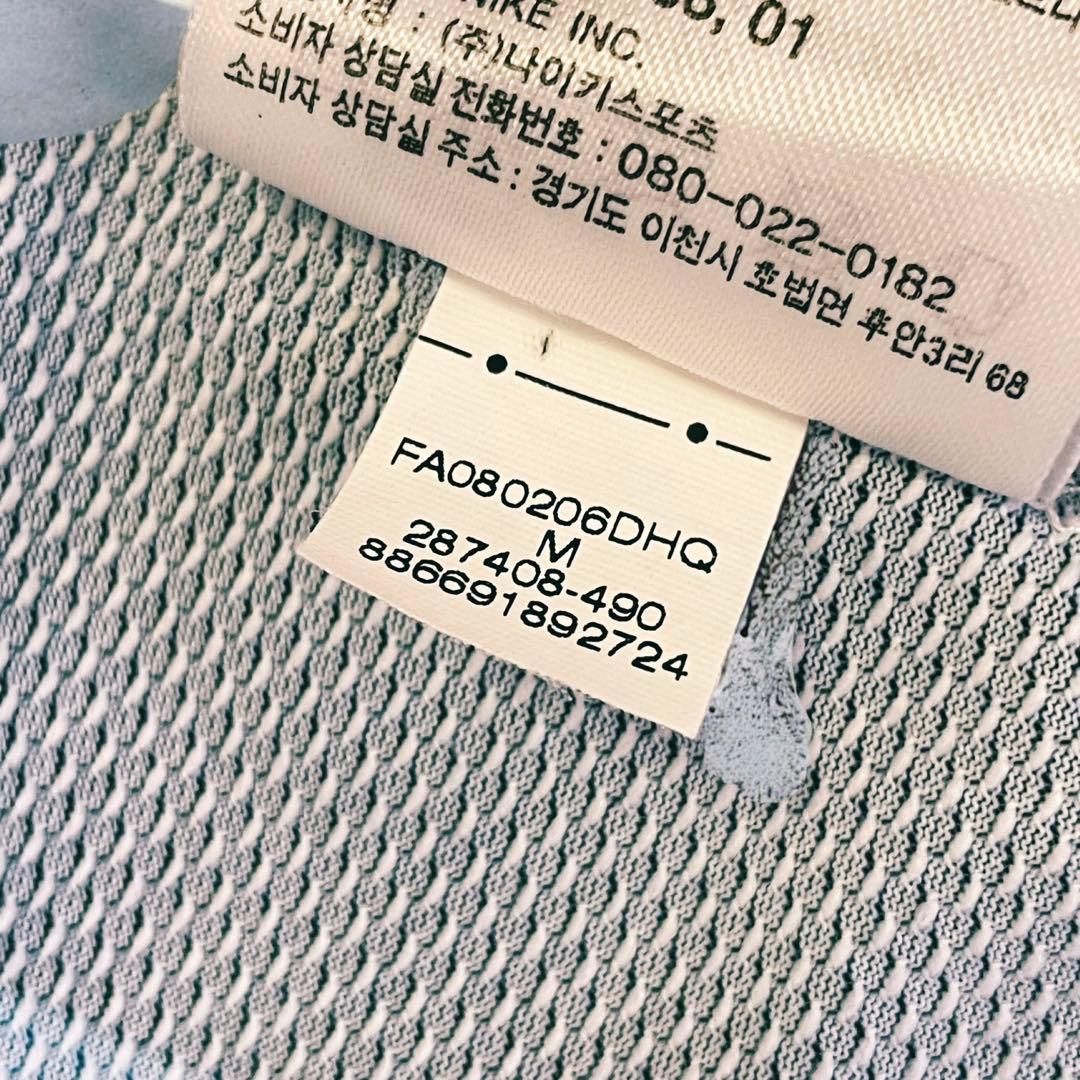 , 01
NIKE INC.
: (주)나이키스포츠
소비자 상담실 전화번호 : 080-022-0182
소비자 상담실 주소 : 경기도 이천시 호법면 후안3리 68
FA080206DHQ
M
287408-490
886691892724